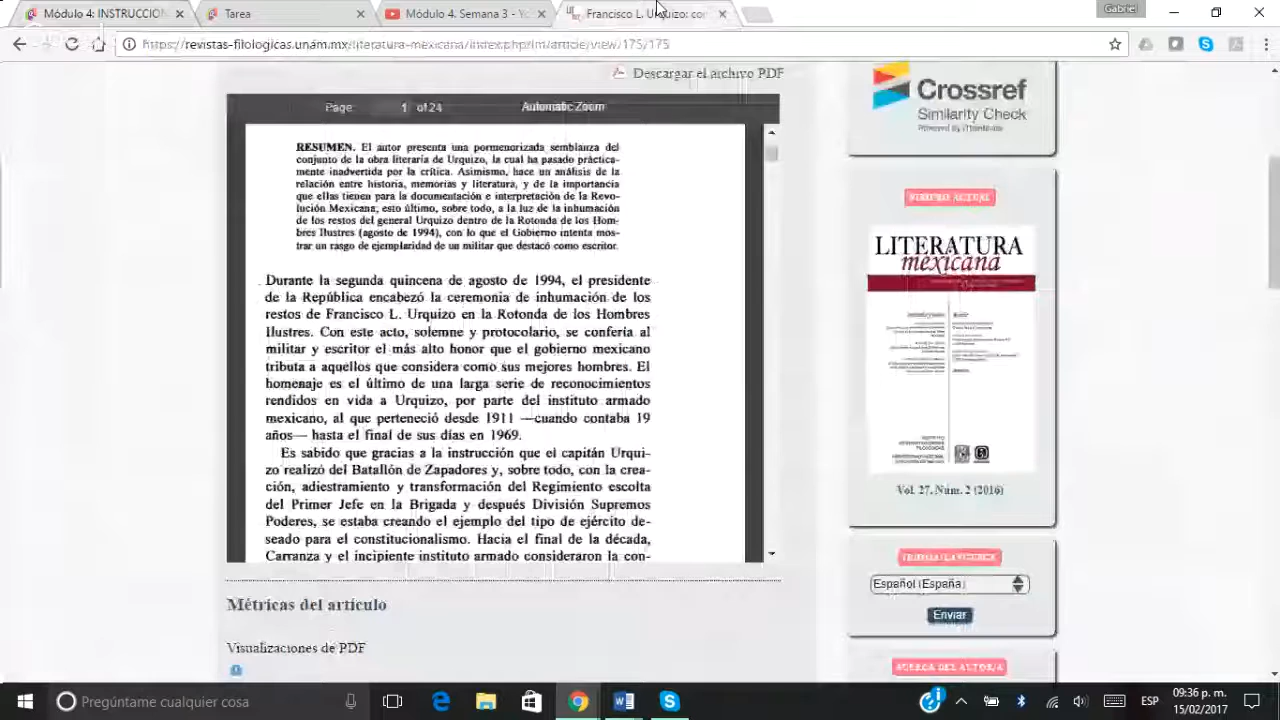 Módulo 4: INSTRUCCION
Tarea
Módulo 4. Semana 3 - Yo
Francisco L. Urquizo: co
Gabriel
https://revistas-filologicas.unam.mx/literatura-mexicana/index.php/lm/article/view/175/175
Descargar el archivo PDF
Page: 1 of 24 Automatic Zoom
RESUMEN. El autor presenta una pormenorizada semblanza del
conjunto de la obra literaria de Urquizo, la cual ha pasado práctica-
mente inadvertida por la crítica. Asimismo, hace un análisis de la
relación entre historia, memorias y literatura, y de la importancia
que ellas tienen para la documentación e interpretación de la Revo-
lución Mexicana; esto último, sobre todo, a la luz de la inhumación
de los restos del general Urquizo dentro de la Rotonda de los Hom-
bres Ilustres (agosto de 1994), con lo que el Gobierno intenta mos-
trar un rasgo de ejemplaridad de un militar que destacó como escritor.
Durante la segunda quincena de agosto de 1994, el presidente
de la República encabezó la ceremonia de inhumación de los
restos de Francisco L. Urquizo en la Rotonda de los Hombres
Ilustres. Con este acto, solemne y protocolario, se confería al
militar y escritor el más alto honor que el gobierno mexicano
tributa a aquellos que considera como sus mejores hombres. El
homenaje es el último de una larga serie de reconocimientos
rendidos en vida a Urquizo, por parte del instituto armado
mexicano, al que perteneció desde 1911 —cuando contaba 19
años— hasta el final de sus días en 1969.
Es sabido que gracias a la instrucción que el capitán Urqui-
zo realizó del Batallón de Zapadores y, sobre todo, con la crea-
ción, adiestramiento y transformación del Regimiento escolta
del Primer Jefe en la Brigada y después División Supremos
Poderes, se estaba creando el ejemplo del tipo de ejército de-
seado para el constitucionalismo. Hacia el final de la década,
Carranza y el incipiente instituto armado consideraron la con-
Métricas del artículo
Visualizaciones de PDF
Crossref
Similarity Check
Powered by iThenticate
NÚMERO ACTUAL
LITERATURA
mexicana
Vol. 27, Núm. 2 (2016)
Español (España)
Enviar
ACERCA DEL AUTOR/A
Pregúntame cualquier cosa
ESP
09:36 p. m.
15/02/2017